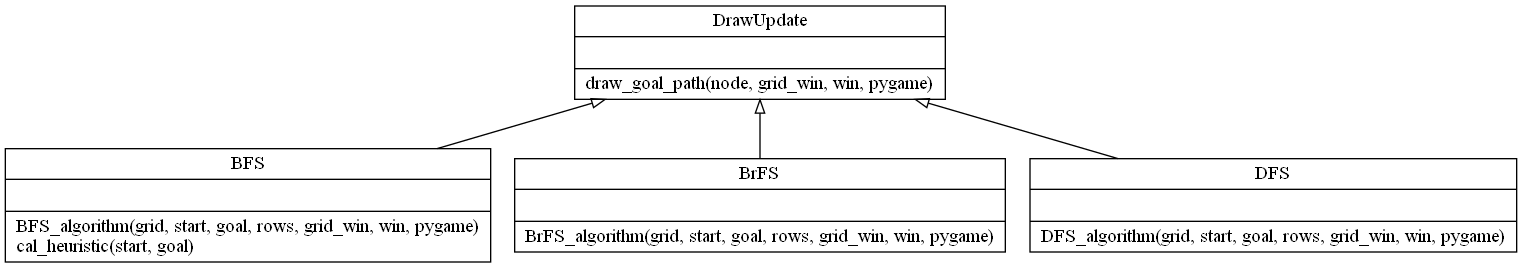 DrawUpdate
draw_goal_path(node, grid_win, win, pygame)
BFS
BFS_algorithm(grid, start, goal, rows, grid_win, win, pygame)
cal_heuristic(start, goal)
BrFS
BrFS_algorithm(grid, start, goal, rows, grid_win, win, pygame)
DFS
DFS_algorithm(grid, start, goal, rows, grid_win, win, pygame)